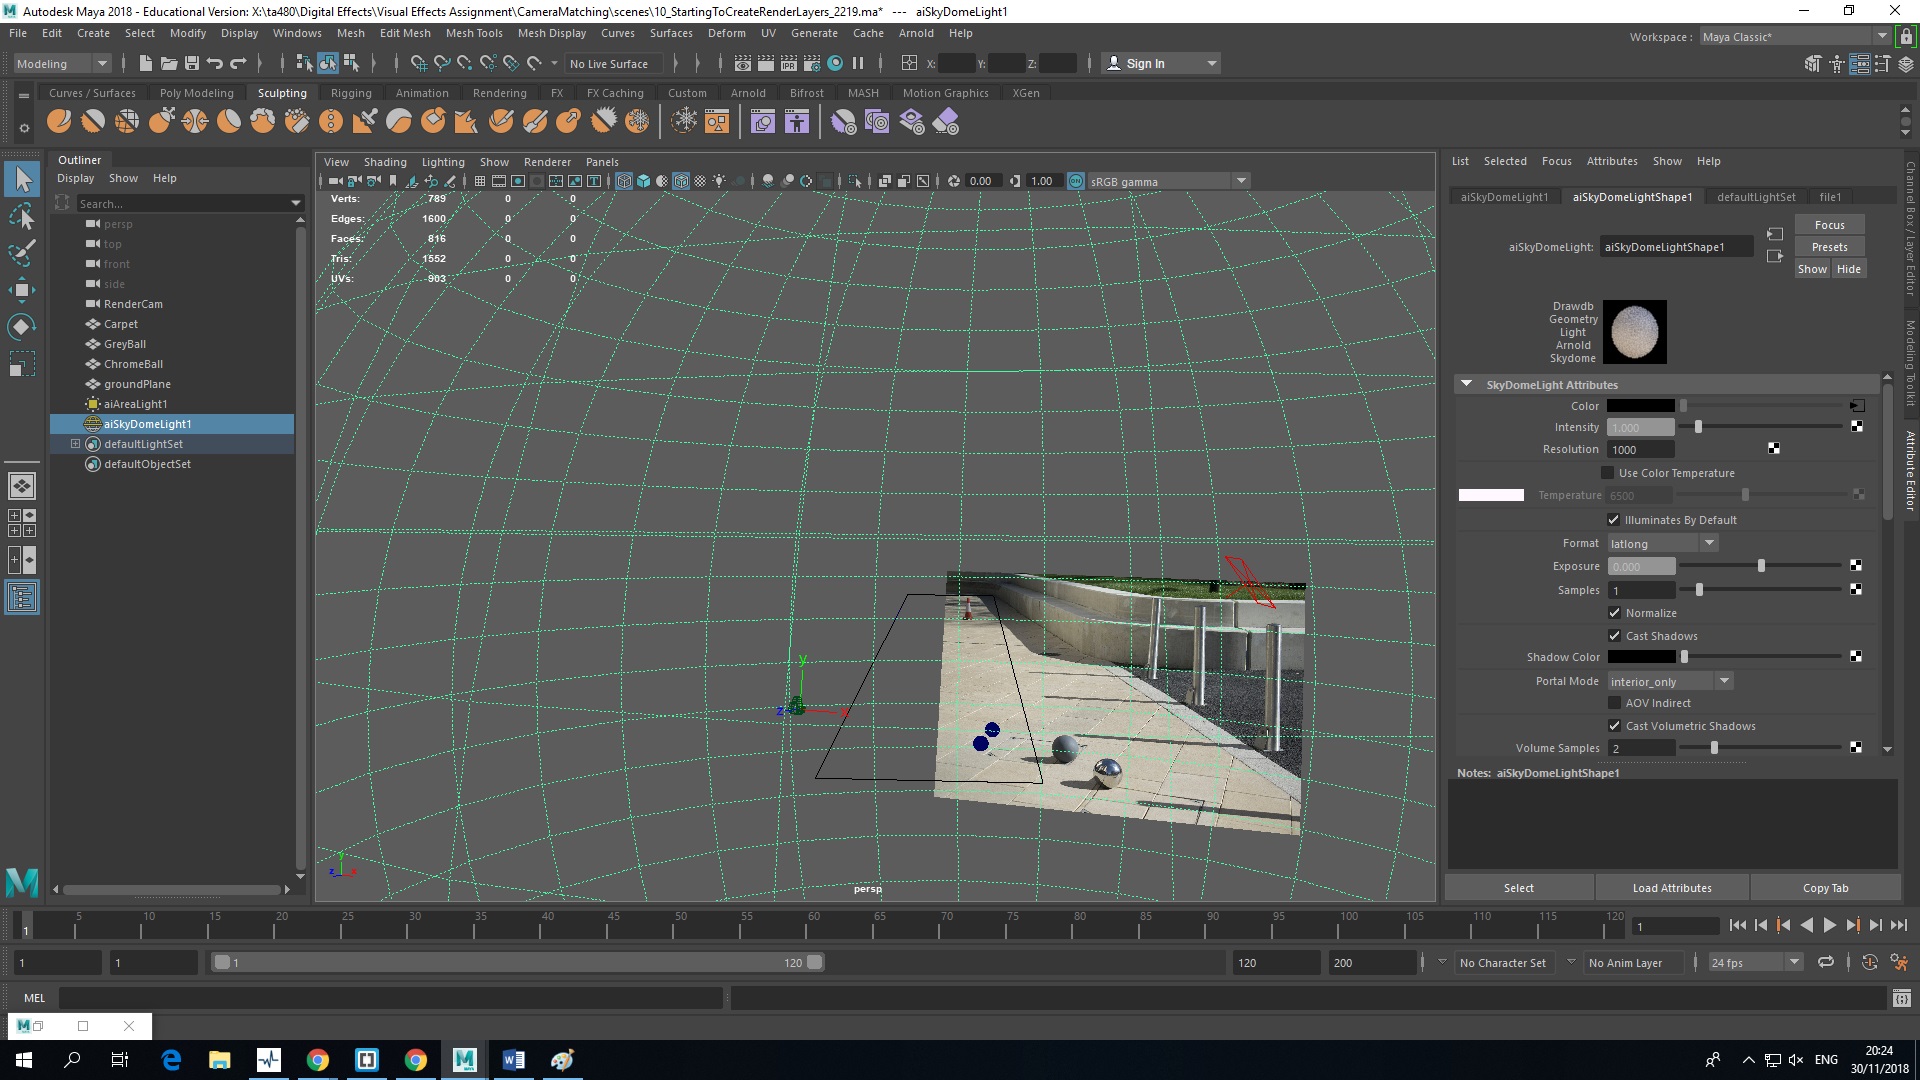 Autodesk Maya 2018 - Educational Version: X:\ta480\Digital Effects\Visual Effects Assignment\CameraMatching\scenes\10_StartingToCreateRenderLayers_2219.ma* --- aiSkyDomeLight1
File Edit Create Select Modify Display Windows Mesh Edit Mesh Mesh Tools Mesh Display Curves Surfaces Deform UV Generate Cache Arnold Help
Workspace : Maya Classic*
Modeling No Live Surface X: Y: Z: Sign In
Curves / Surfaces Poly Modeling Sculpting Rigging Animation Rendering FX FX Caching Custom Arnold Bifrost MASH Motion Graphics XGen
Outliner
Display Show Help
Search...
persp
top
front
side
RenderCam
Carpet
GreyBall
ChromeBall
groundPlane
aiAreaLight1
aiSkyDomeLight1
defaultLightSet
defaultObjectSet
View Shading Lighting Show Renderer Panels
0.00 1.00 ON sRGB gamma
Verts: 789 0 0
Edges: 1600 0 0
Faces: 816 0 0
Tris: 1552 0 0
UVs: 903 0 0
y
z x
y
z x
persp
List Selected Focus Attributes Show Help
aiSkyDomeLight1 aiSkyDomeLightShape1 defaultLightSet file1
aiSkyDomeLight: aiSkyDomeLightShape1
Focus
Presets
Show Hide
Drawdb
Geometry
Light
Arnold
Skydome
SkyDomeLight Attributes
Color
Intensity 1.000
Resolution 1000
Use Color Temperature
Temperature 6500
Illuminates By Default
Format latlong
Exposure 0.000
Samples 1
Normalize
Cast Shadows
Shadow Color
Portal Mode interior_only
AOV Indirect
Cast Volumetric Shadows
Volume Samples 2
Notes: aiSkyDomeLightShape1
Select Load Attributes Copy Tab
Channel Box / Layer Editor
Modeling Toolkit
Attribute Editor
1 5 10 15 20 25 30 35 40 45 50 55 60 65 70 75 80 85 90 95 100 105 110 115 120 1
1 1 1 120 120 200 No Character Set No Anim Layer 24 fps
MEL
ENG
20:24
30/11/2018